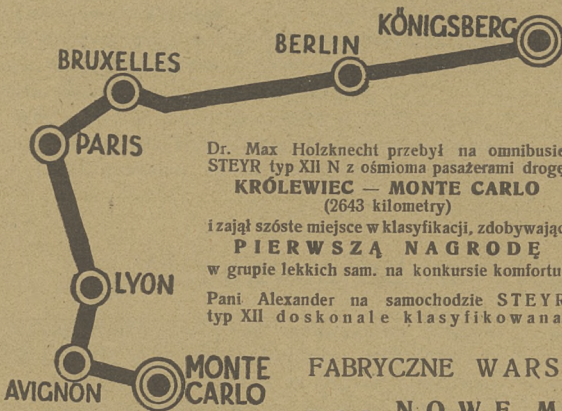 KÖNIGSBERG
BERLIN
BRUXELLES
PARIS
Dr. Max Holzknecht przebył na omnibusie
STEYR typ XII N z ośmioma pasażerami drogę
KRÓLEWIEC — MONTE CARLO
(2643 kilometry)
i zajął szóste miejsce w klasyfikacji, zdobywając
PIERWSZĄ NAGRODĘ
w grupie lekkich sam. na konkursie komfortu
LYON
Pani Alexander na samochodzie STEYR
typ XII doskonale klasyfikowana
MONTE
CARLO
AVIGNON
FABRYCZNE WARS
NOWE M